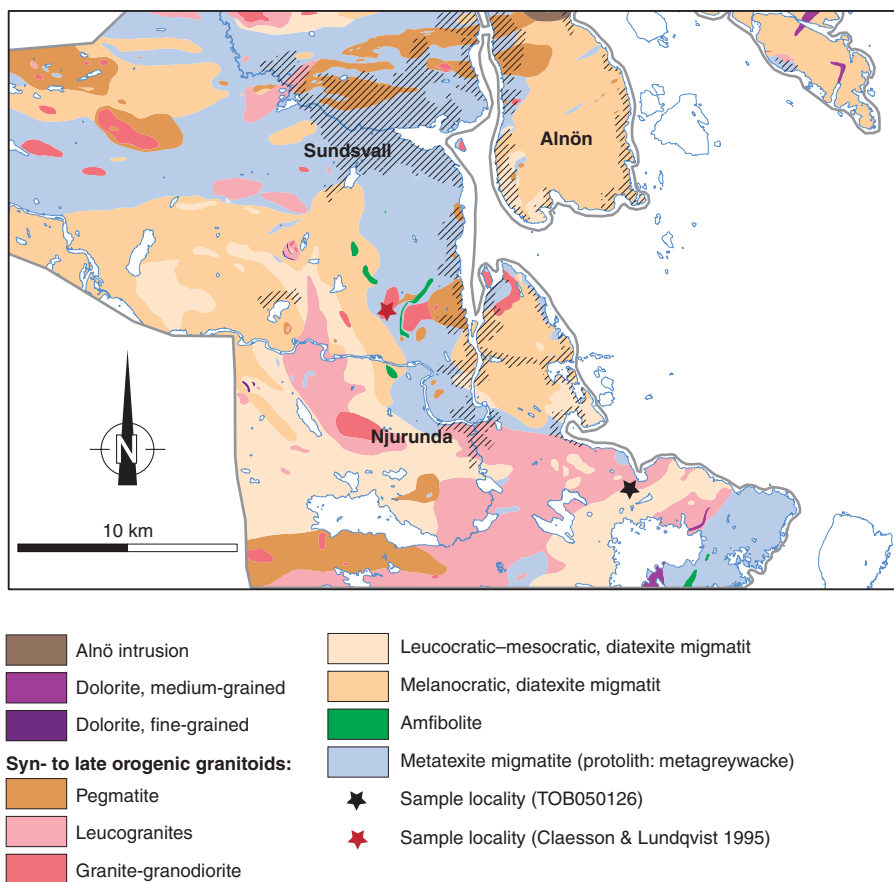 Sundsvall
Alnön
Njurunda
N
10 km
Alnö intrusion
Dolorite, medium-grained
Dolorite, fine-grained
Syn- to late orogenic granitoids:
Pegmatite
Leucogranites
Granite-granodiorite
Leucocratic–mesocratic, diatexite migmatit
Melanocratic, diatexite migmatit
Amfibolite
Metatexite migmatite (protolith: metagreywacke)
Sample locality (TOB050126)
Sample locality (Claesson & Lundqvist 1995)